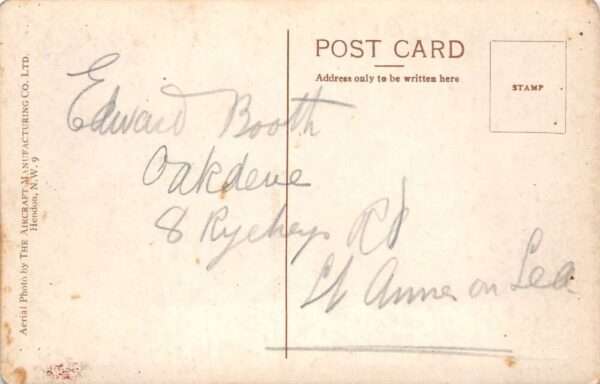 POST CARD
Address only to be written here
STAMP
Edward Booth
Oakdene
8 Ryeheys Rd
St Annes on Sea
Aerial Photo by THE AIRCRAFT MANUFACTURING CO. LTD.
Hendon, N.W. 9